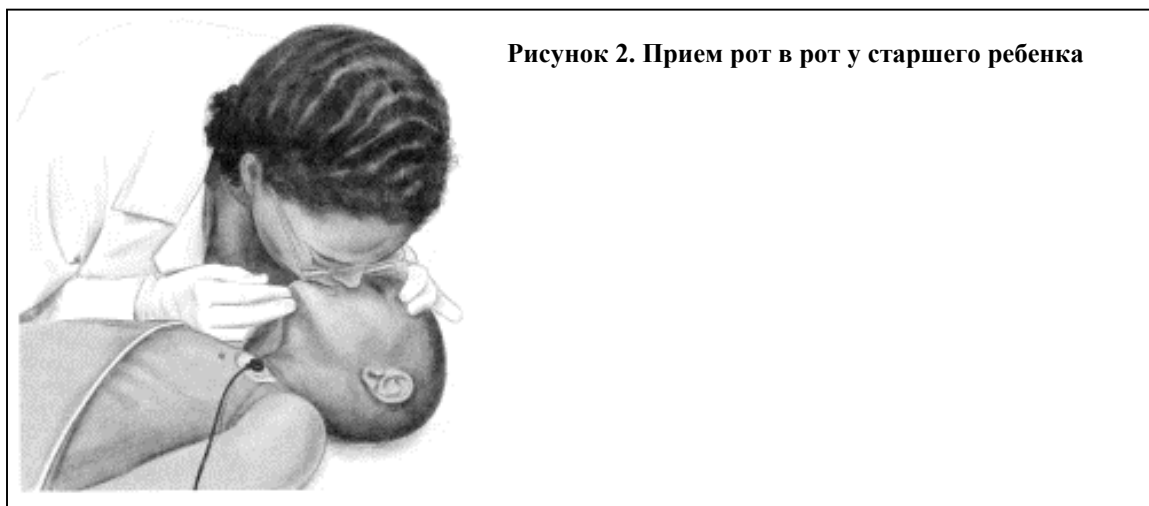 Рисунок 2. Прием рот в рот у старшего ребенка